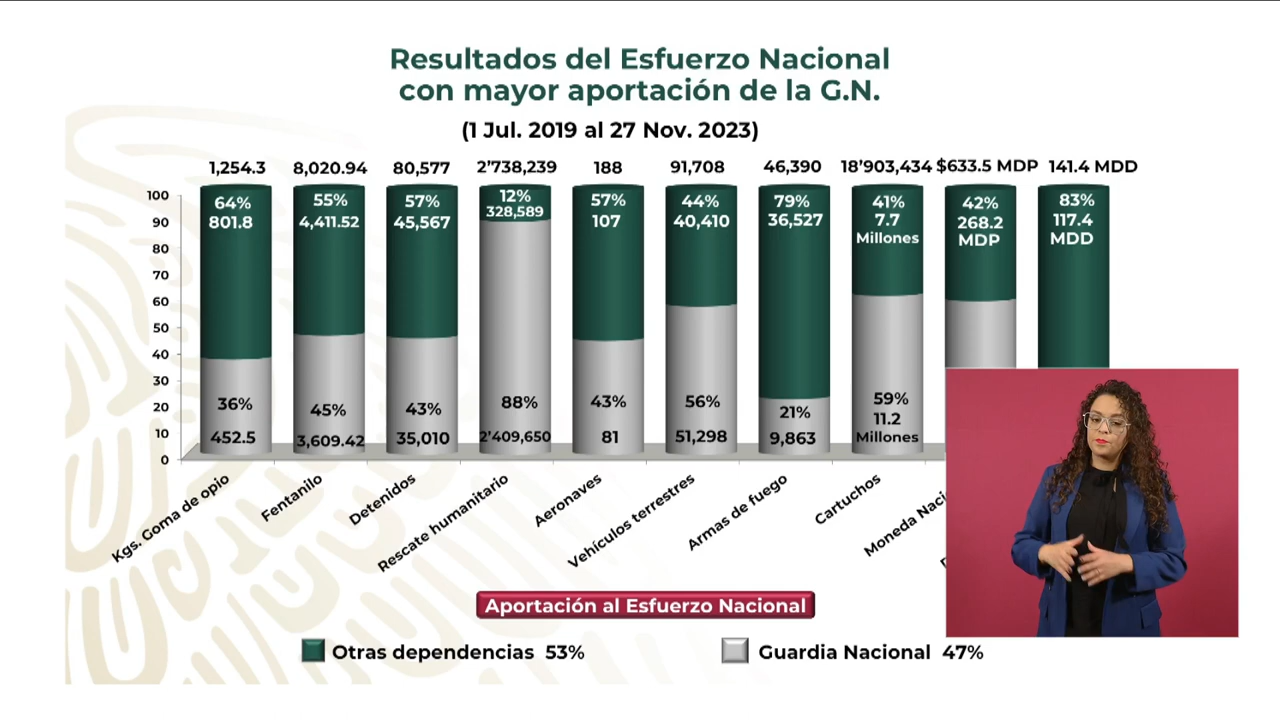 Resultados del Esfuerzo Nacional
con mayor aportación de la G.N.
(1 Jul. 2019 al 27 Nov. 2023)
1,254.3 8,020.94 80,577 2’738,239 188 91,708 46,390 18’903,434 $633.5 MDP 141.4 MDD
100
90
80
70
60
50
40
30
20
10
0
64%
801.8
36%
452.5
55%
4,411.52
45%
3,609.42
57%
45,567
43%
35,010
12%
328,589
88%
2’409,650
57%
107
43%
81
44%
40,410
56%
51,298
79%
36,527
21%
9,863
41%
7.7
Millones
59%
11.2
Millones
42%
268.2
MDP
83%
117.4
MDD
Kgs. Goma de opio
Fentanilo
Detenidos
Rescate humanitario
Aeronaves
Vehículos terrestres
Armas de fuego
Cartuchos
Moneda
Aportación al Esfuerzo Nacional
Otras dependencias 53%
Guardia Nacional 47%